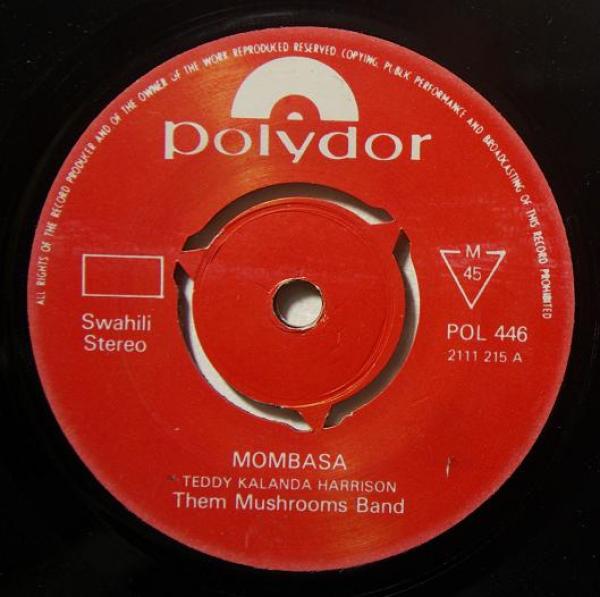 ALL RIGHTS OF THE RECORD PRODUCER AND OF THE OWNER OF THE WORK REPRODUCED RESERVED COPYING, PUBLIC PERFORMANCE AND BROADCASTING OF THIS RECORD PROHIBITED
polydor
M
45
Swahili
Stereo
POL 446
2111 215 A
MOMBASA
TEDDY KALANDA HARRISON
Them Mushrooms Band